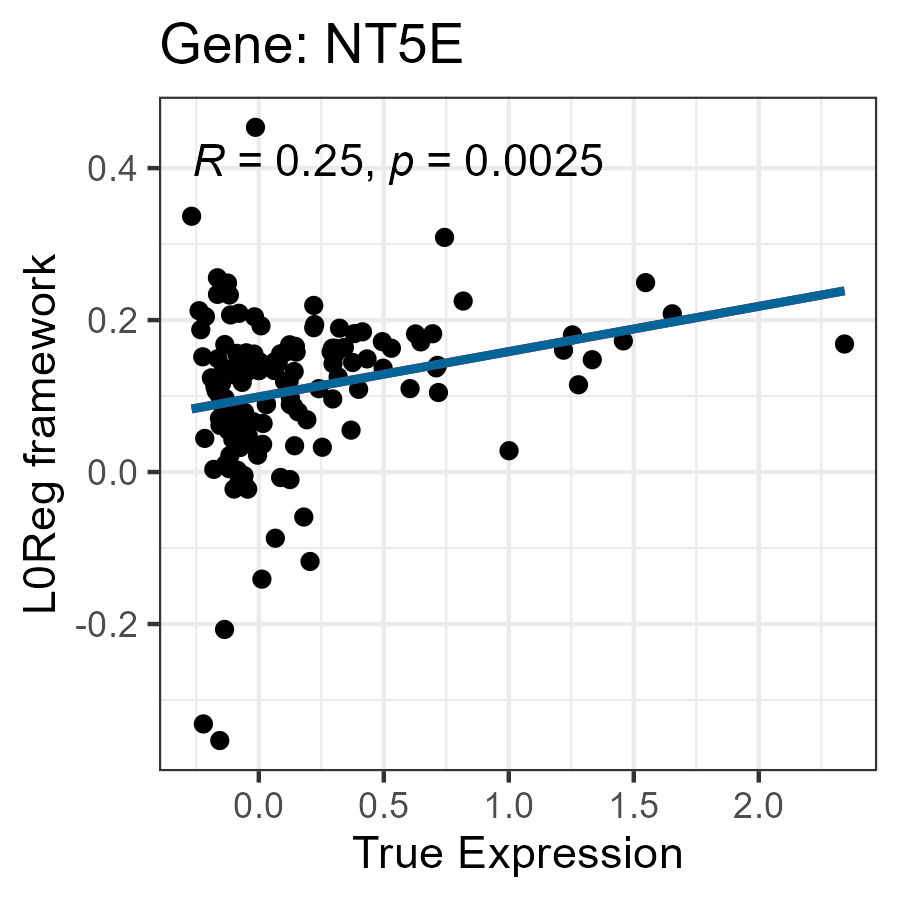 Gene: NT5E
R = 0.25, p = 0.0025
L0Reg framework
0.4
0.2
0.0
-0.2
0.0 0.5 1.0 1.5 2.0
True Expression